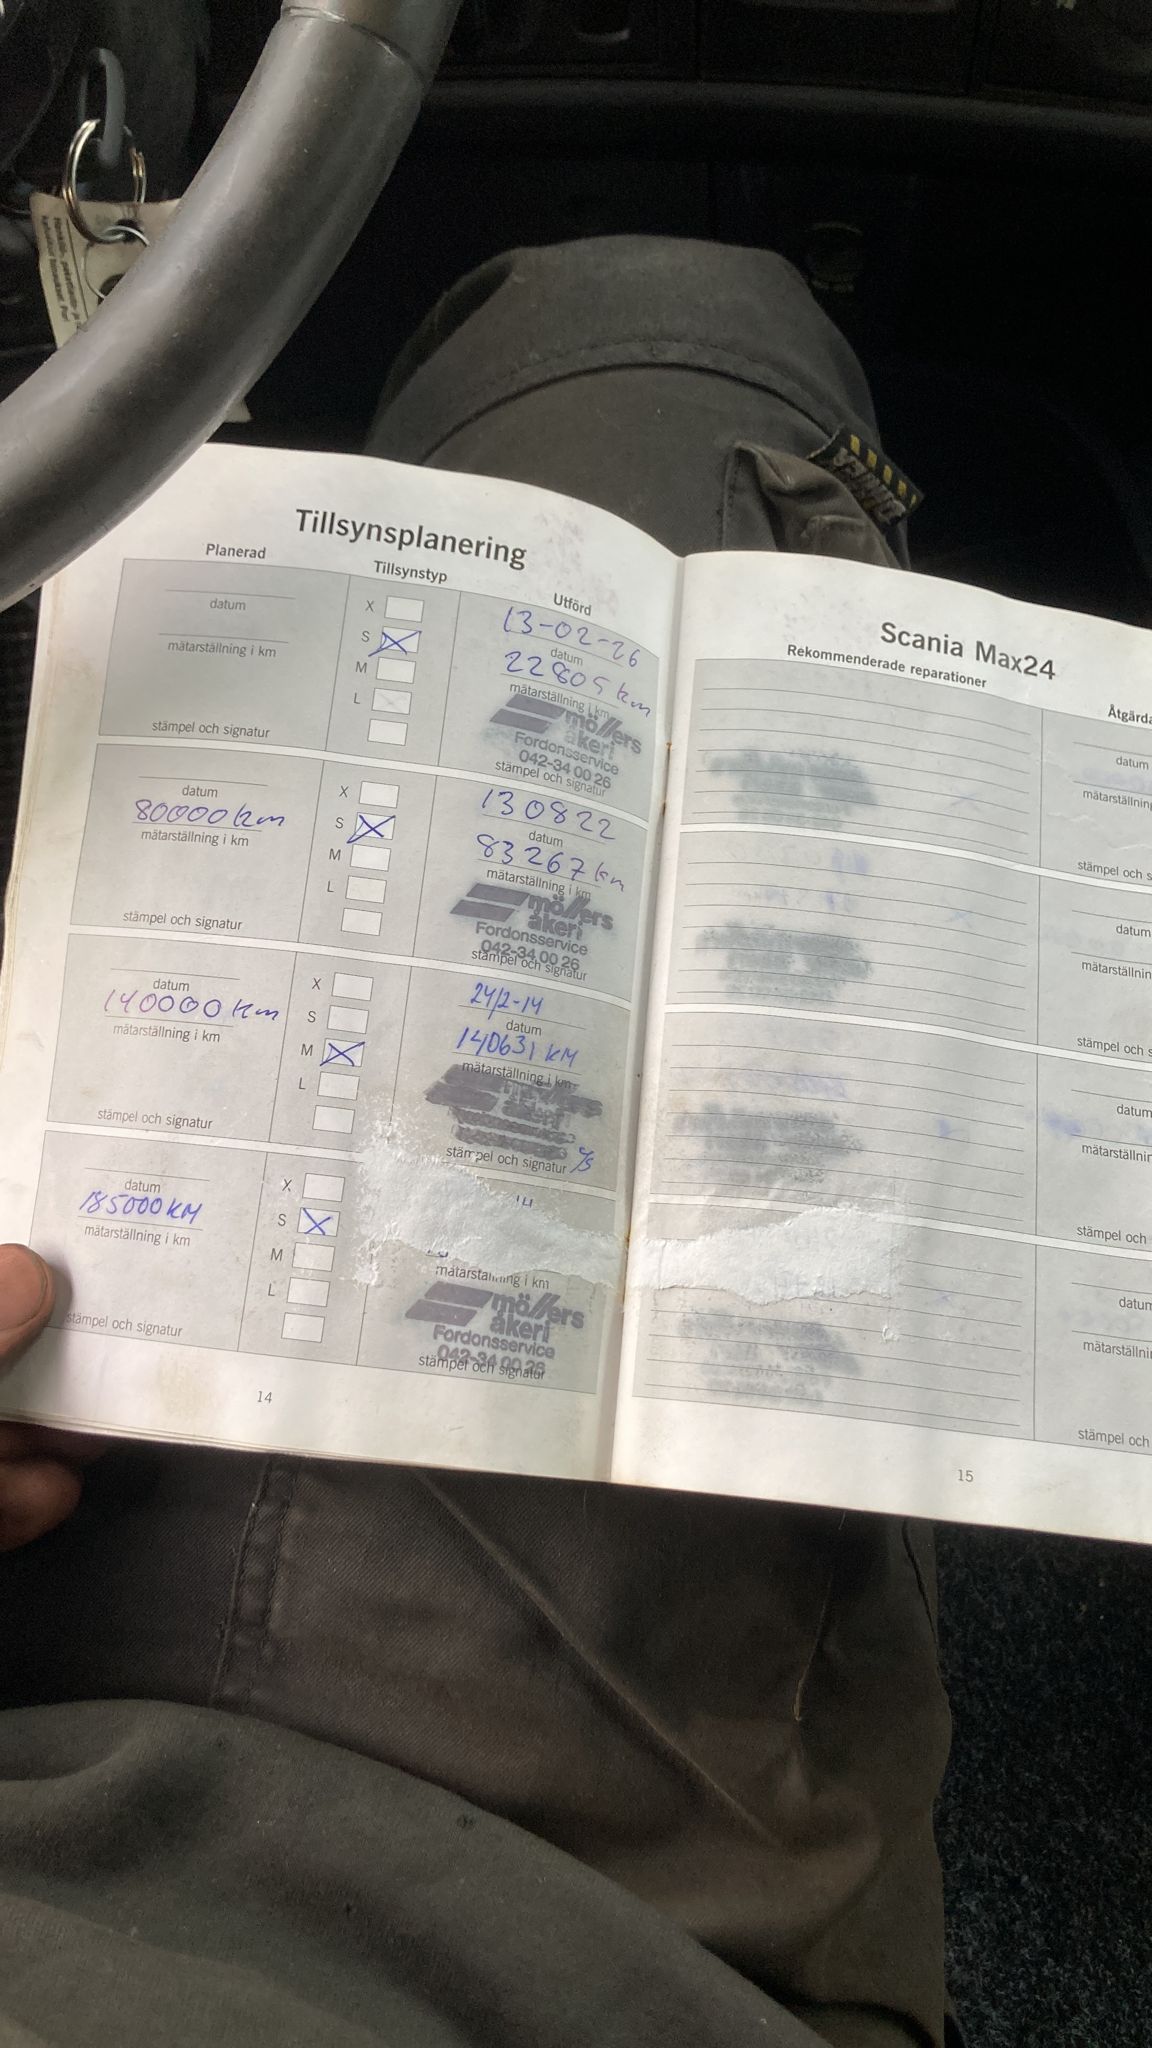 Tillsynsplanering
Planerad
Tillsynstyp
Utförd
datum
mätarställning i km
stämpel och signatur
X
S
M
L
13-02-26
datum
22805 km
mätarställning i km
möllers
åkeri
Fordonsservice
042-34 00 26
stämpel och signatur
datum
80000km
mätarställning i km
stämpel och signatur
X
S
M
L
130822
datum
83267 km
mätarställning i km
möllers
åkeri
Fordonsservice
042-34 00 26
stämpel och signatur
datum
140000 km
mätarställning i km
stämpel och signatur
X
S
M
L
24/2-14
datum
140631 KM
mätarställning i km
stämpel och signatur
datum
185000 KM
mätarställning i km
stämpel och signatur
X
S
M
L
mätarställning i km
möllers
åkeri
Fordonsservice
042-34 00 26
stämpel och signatur
14
Scania Max24
Rekommenderade reparationer
Åtgärda
datum
mätarställning
stämpel och s
datum
mätarställnin
stämpel och s
datum
mätarställnin
stämpel och
datum
mätarställni
stämpel och
15